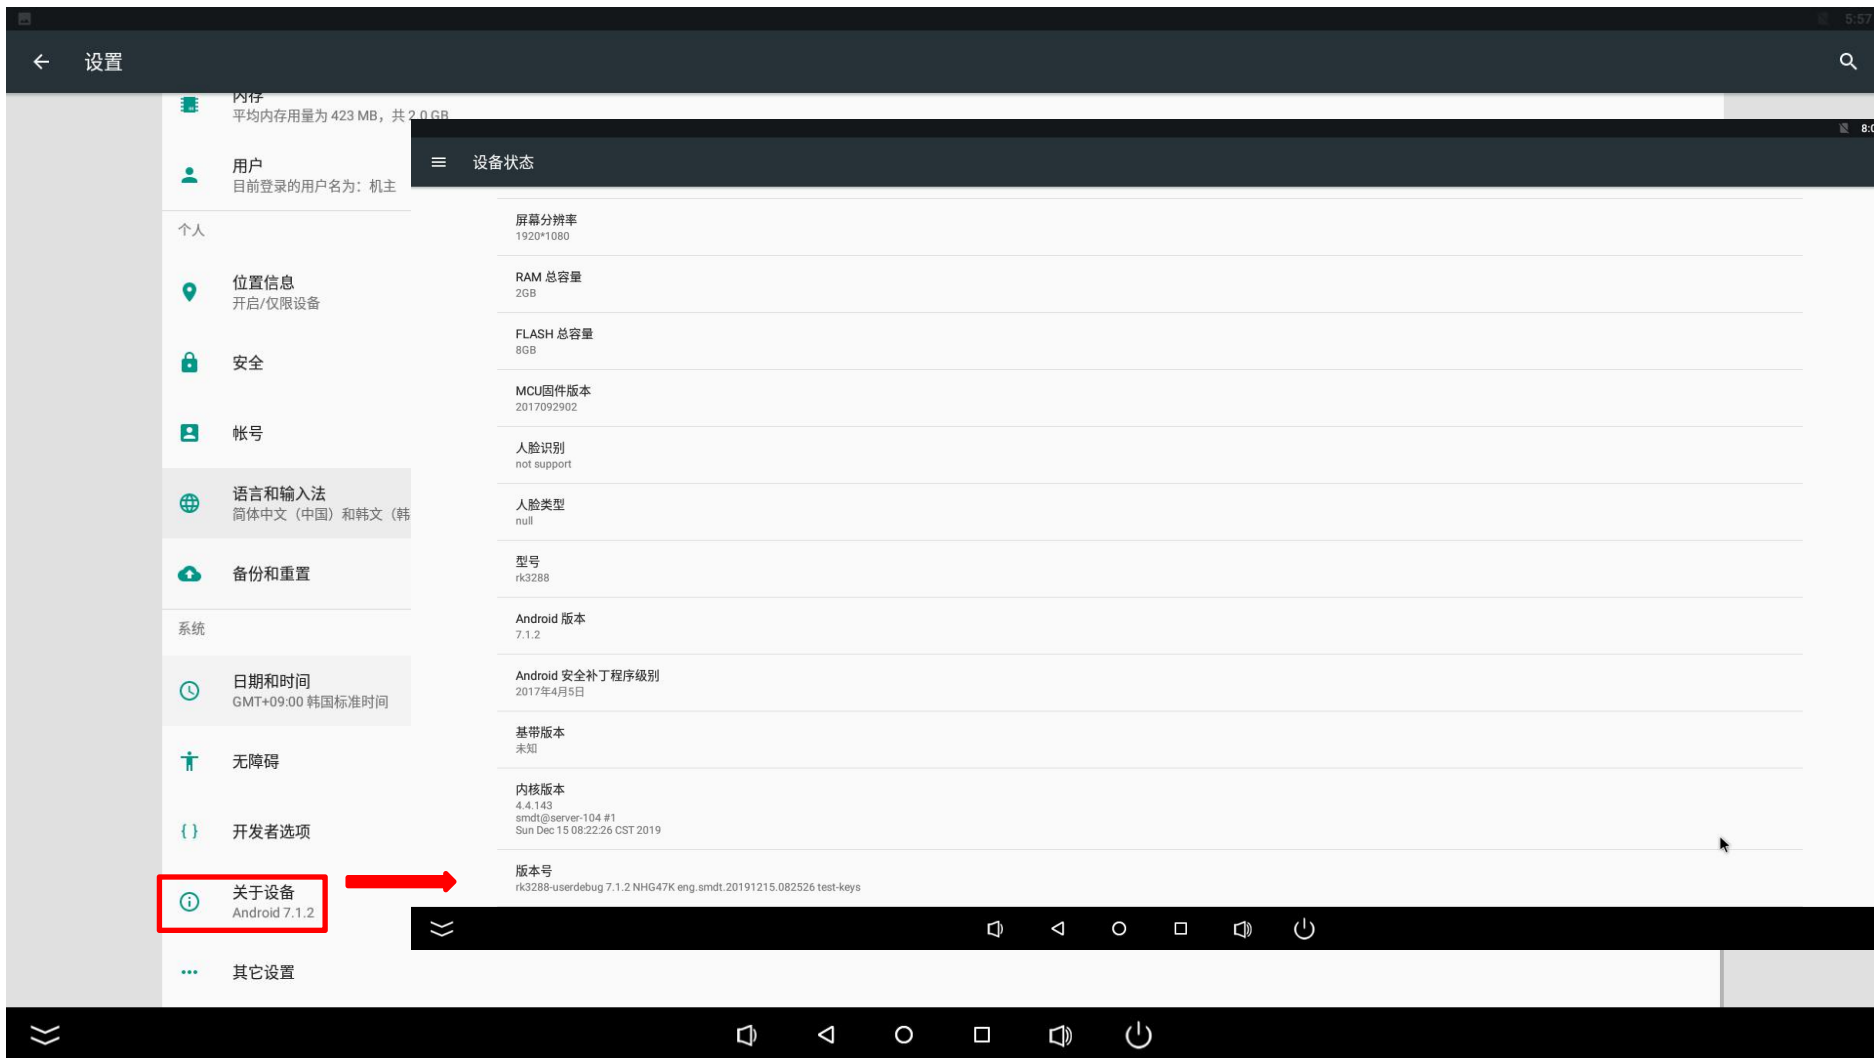 5:57
设置
内存
平均内存用量为 423 MB，共 2.0 GB
用户
目前登录的用户名为：机主
个人
位置信息
开启/仅限设备
安全
帐号
语言和输入法
简体中文（中国）和韩文（韩
备份和重置
系统
日期和时间
GMT+09:00 韩国标准时间
无障碍
开发者选项
关于设备
Android 7.1.2
其它设置
设备状态
屏幕分辨率
1920*1080
RAM 总容量
2GB
FLASH 总容量
8GB
MCU固件版本
2017092902
人脸识别
not support
人脸类型
null
型号
rk3288
Android 版本
7.1.2
Android 安全补丁程序级别
2017年4月5日
基带版本
未知
内核版本
4.4.143
smdt@server-104 #1
Sun Dec 15 08:22:26 CST 2019
版本号
rk3288-userdebug 7.1.2 NHG47K eng.smdt.20191215.082526 test-keys